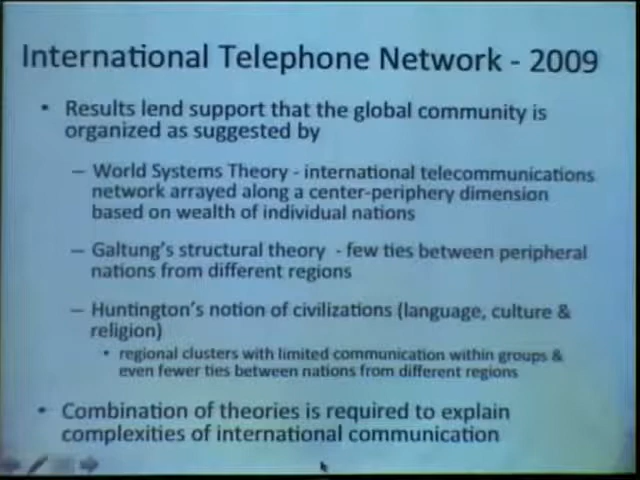 International Telephone Network - 2009
• Results lend support that the global community is
organized as suggested by
– World Systems Theory - international telecommunications
network arrayed along a center-periphery dimension
based on wealth of individual nations
– Galtung's structural theory - few ties between peripheral
nations from different regions
– Huntington's notion of civilizations (language, culture &
religion)
• regional clusters with limited communication within groups &
even fewer ties between nations from different regions
• Combination of theories is required to explain
complexities of international communication